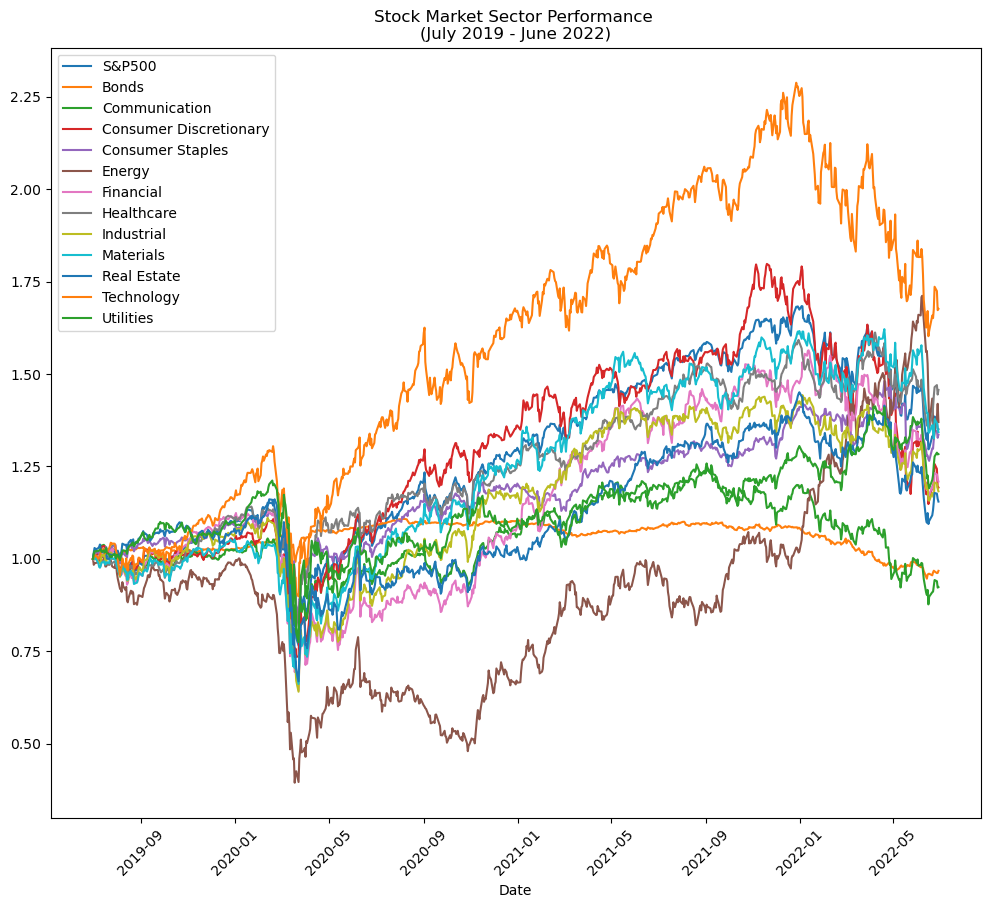 Stock Market Sector Performance
(July 2019 - June 2022)
S&P500
Bonds
Communication
Consumer Discretionary
Consumer Staples
Energy
Financial
Healthcare
Industrial
Materials
Real Estate
Technology
Utilities
2.25
2.00
1.75
1.50
1.25
1.00
0.75
0.50
2019-09
2020-01
2020-05
2020-09
2021-01
2021-05
2021-09
2022-01
2022-05
Date